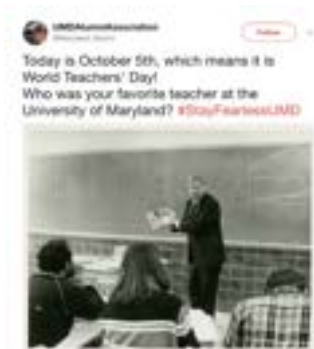 UMDAlumniAssociation
Follow
Today is October 5th, which means it is
World Teachers' Day!
Who was your favorite teacher at the
University of Maryland? #StayFearlessUMD